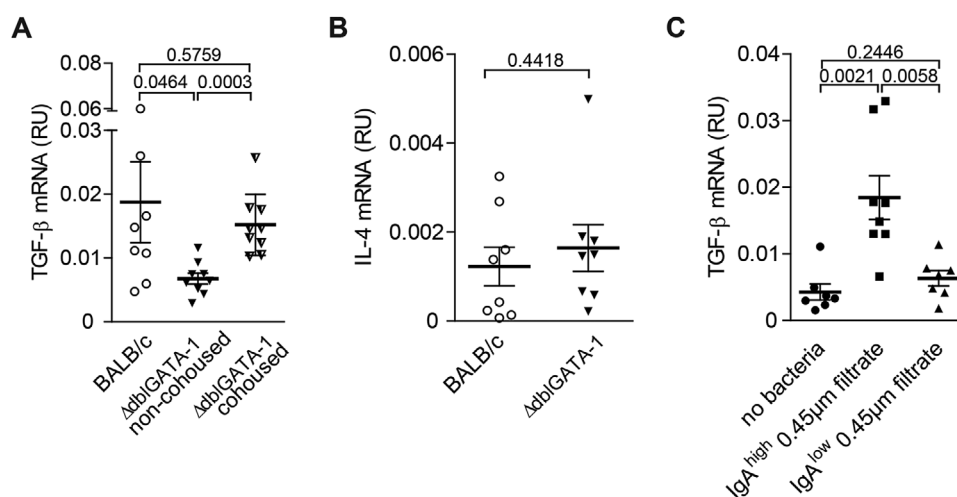 A
TGF-β mRNA (RU)
0.08
0.06
0.03
0.02
0.01
0
0.5759
0.0464
0.0003
BALB/c
ΔdblGATA-1
non-cohoused
ΔdblGATA-1
cohoused
B
IL-4 mRNA (RU)
0.006
0.004
0.002
0
0.4418
BALB/c
ΔdblGATA-1
C
TGF-β mRNA (RU)
0.04
0.03
0.02
0.01
0
0.2446
0.0021
0.0058
no bacteria
IgAhigh 0.45μm filtrate
IgAlow 0.45μm filtrate